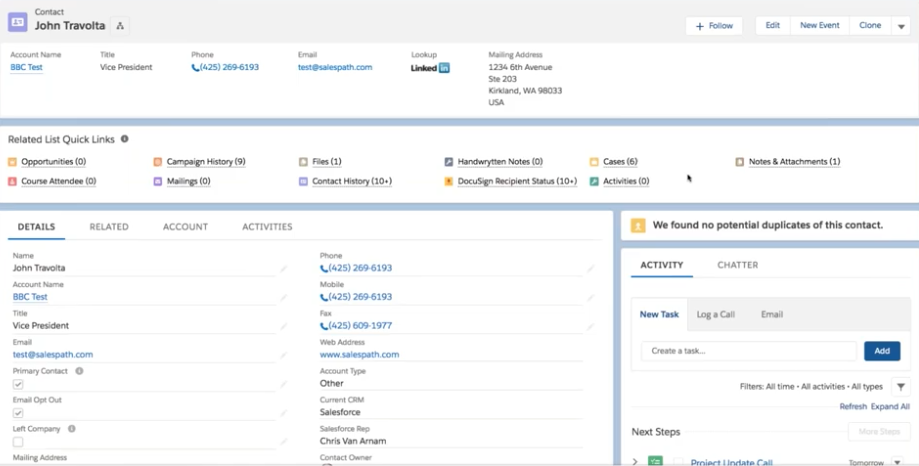 Contact
John Travolta
+ Follow
Edit
New Event
Clone
Account Name
BBC Test
Title
Vice President
Phone
(425) 269-6193
Email
test@salespath.com
Lookup
Linked in
Mailing Address
1234 6th Avenue
Ste 203
Kirkland, WA 98033
USA
Related List Quick Links
Opportunities (0)
Campaign History (9)
Files (1)
Handwrytten Notes (0)
Cases (6)
Notes & Attachments (1)
Course Attendee (0)
Mailings (0)
Contact History (10+)
DocuSign Recipient Status (10+)
Activities (0)
DETAILS
RELATED
ACCOUNT
ACTIVITIES
Name
John Travolta
Account Name
BBC Test
Title
Vice President
Email
test@salespath.com
Primary Contact
Email Opt Out
Left Company
Mailing Address
Phone
(425) 269-6193
Mobile
(425) 269-6193
Fax
(425) 609-1977
Web Address
www.salespath.com
Account Type
Other
Current CRM
Salesforce
Salesforce Rep
Chris Van Arnam
Contact Owner
We found no potential duplicates of this contact.
ACTIVITY
CHATTER
New Task
Log a Call
Email
Create a task...
Add
Filters: All time • All activities • All types
Refresh
Expand All
Next Steps
More Steps
Project Update Call
Tomorrow